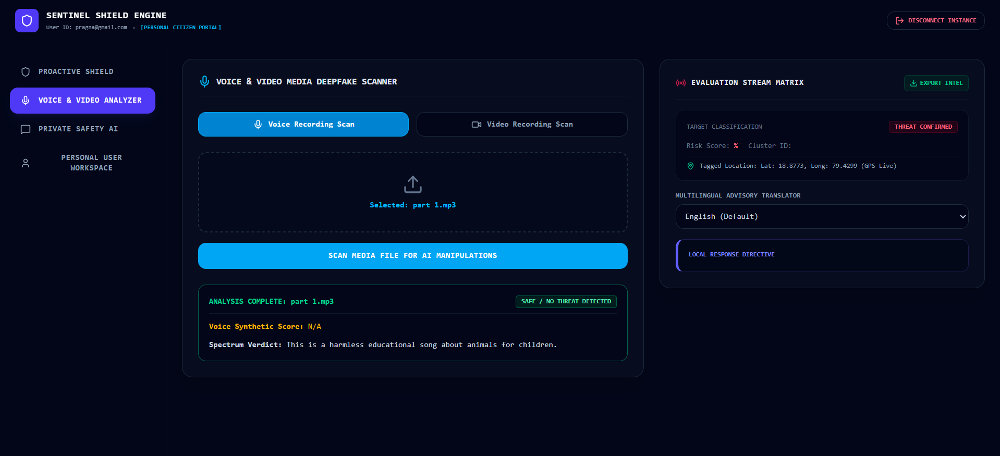 SENTINEL SHIELD ENGINE
User ID: pragna@gmail.com • [PERSONAL CITIZEN PORTAL]
DISCONNECT INSTANCE
PROACTIVE SHIELD
VOICE & VIDEO ANALYZER
PRIVATE SAFETY AI
PERSONAL USER
WORKSPACE
VOICE & VIDEO MEDIA DEEPFAKE SCANNER
Voice Recording Scan
Video Recording Scan
Selected: part 1.mp3
SCAN MEDIA FILE FOR AI MANIPULATIONS
ANALYSIS COMPLETE: part 1.mp3
SAFE / NO THREAT DETECTED
Voice Synthetic Score: N/A
Spectrum Verdict: This is a harmless educational song about animals for children.
EVALUATION STREAM MATRIX
EXPORT INTEL
TARGET CLASSIFICATION
THREAT CONFIRMED
Risk Score: % Cluster ID:
Tagged Location: Lat: 18.8773, Long: 79.4299 (GPS Live)
MULTILINGUAL ADVISORY TRANSLATOR
English (Default)
LOCAL RESPONSE DIRECTIVE